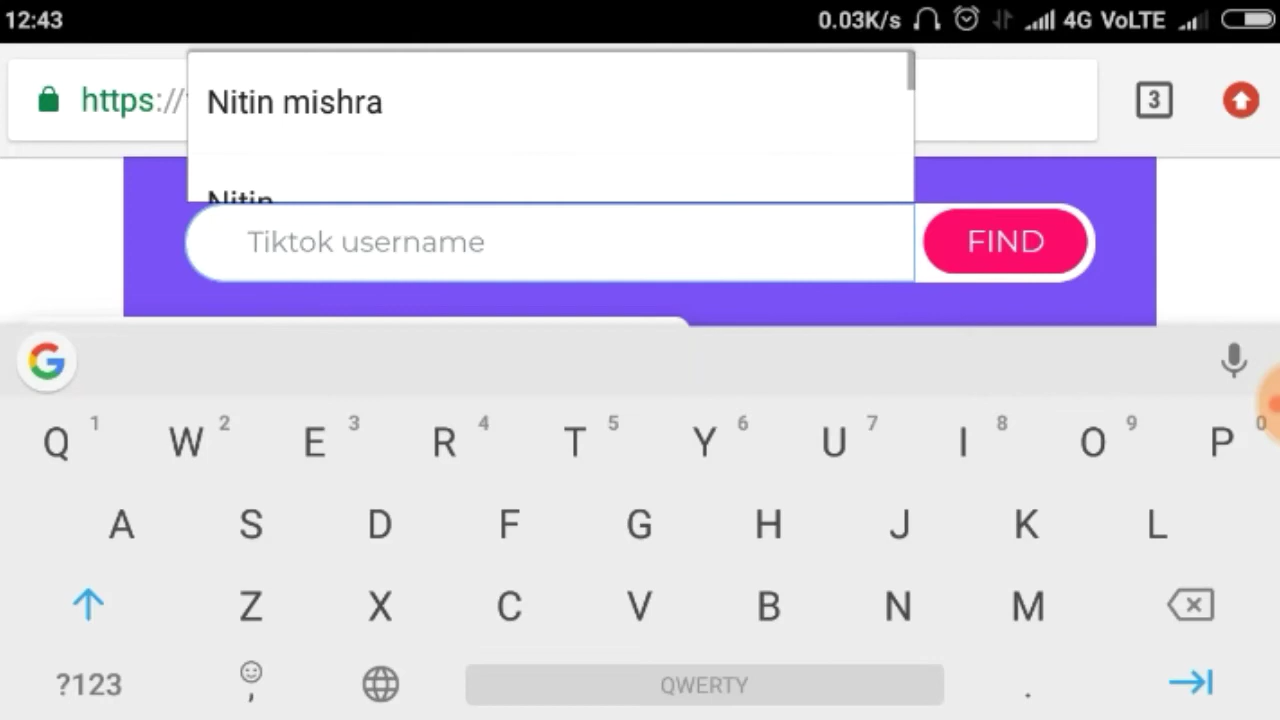 12:43 0.03K/s 4G VoLTE
https:// 3
Nitin mishra
Nitin
Tiktok username FIND
Q 1 W 2 E 3 R 4 T 5 Y 6 U 7 I 8 O 9 P 0
A S D F G H J K L
Z X C V B N M
?123 , QWERTY .